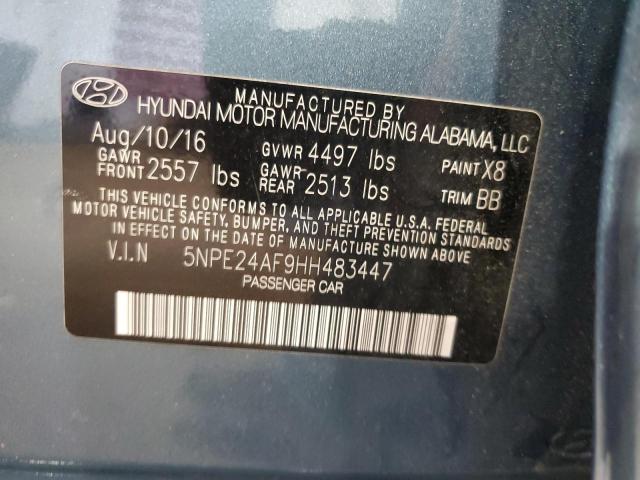 MANUFACTURED BY
HYUNDAI MOTOR MANUFACTURING ALABAMA, LLC
Aug/10/16 GVWR 4497 lbs PAINT X8
GAWR FRONT 2557 lbs GAWR REAR 2513 lbs TRIM BB
THIS VEHICLE CONFORMS TO ALL APPLICABLE U.S.A. FEDERAL
MOTOR VEHICLE SAFETY, BUMPER, AND THEFT PREVENTION STANDARDS
IN EFFECT ON THE DATE OF MANUFACTURE SHOWN ABOVE.
V.I.N 5NPE24AF9HH483447
PASSENGER CAR